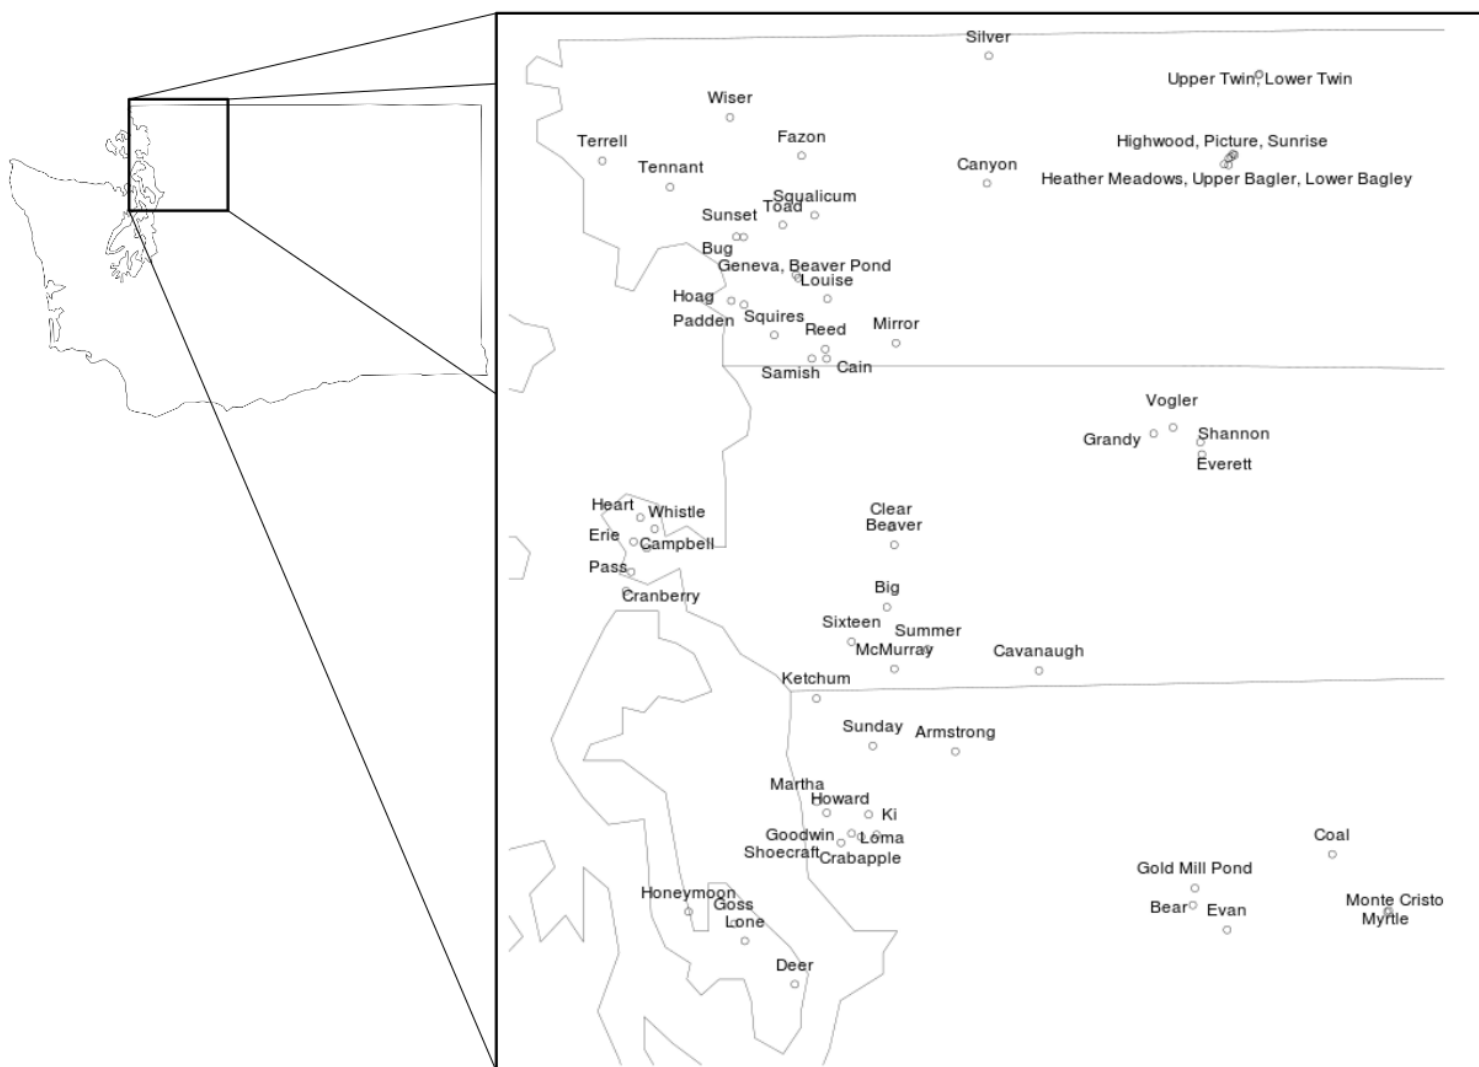 Silver
Upper Twin, Lower Twin
Wiser
Terrell
Fazon
Highwood, Picture, Sunrise
Tennant
Canyon
Heather Meadows, Upper Bagler, Lower Bagley
Squalicum
Toad
Sunset
Bug
Geneva, Beaver Pond
Louise
Hoag
Padden
Squires
Reed
Mirror
Samish
Cain
Vogler
Grandy
Shannon
Everett
Heart
Whistle
Clear
Beaver
Erie
Campbell
Pass
Cranberry
Big
Sixteen
Summer
McMurray
Cavanaugh
Ketchum
Sunday
Armstrong
Martha
Howard
Ki
Goodwin
Loma
Shoecraft
Crabapple
Coal
Gold Mill Pond
Honeymoon
Goss
Bear
Evan
Monte Cristo
Myrtle
Lone
Deer